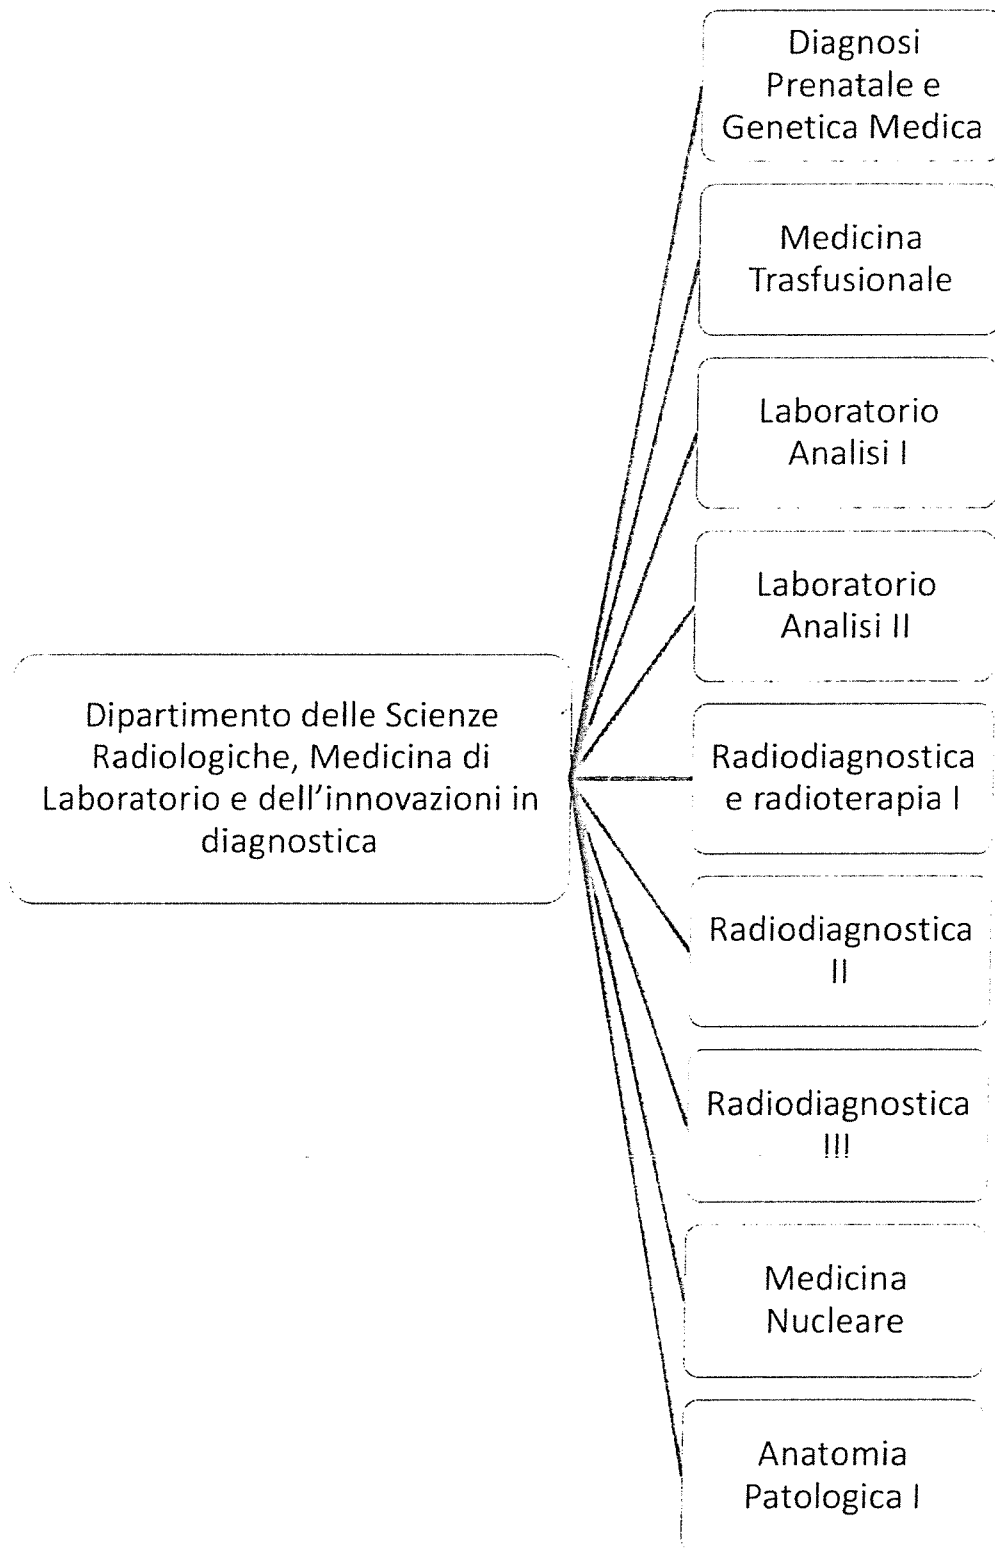 Diagnosi
Prenatale e
Genetica Medica
Medicina
Trasfusionale
Laboratorio
Analisi I
Laboratorio
Analisi II
Dipartimento delle Scienze
Radiologiche, Medicina di
Laboratorio e dell'innovazioni in
diagnostica
Radiodiagnostica
e radioterapia I
Radiodiagnostica
II
Radiodiagnostica
III
Medicina
Nucleare
Anatomia
Patologica I